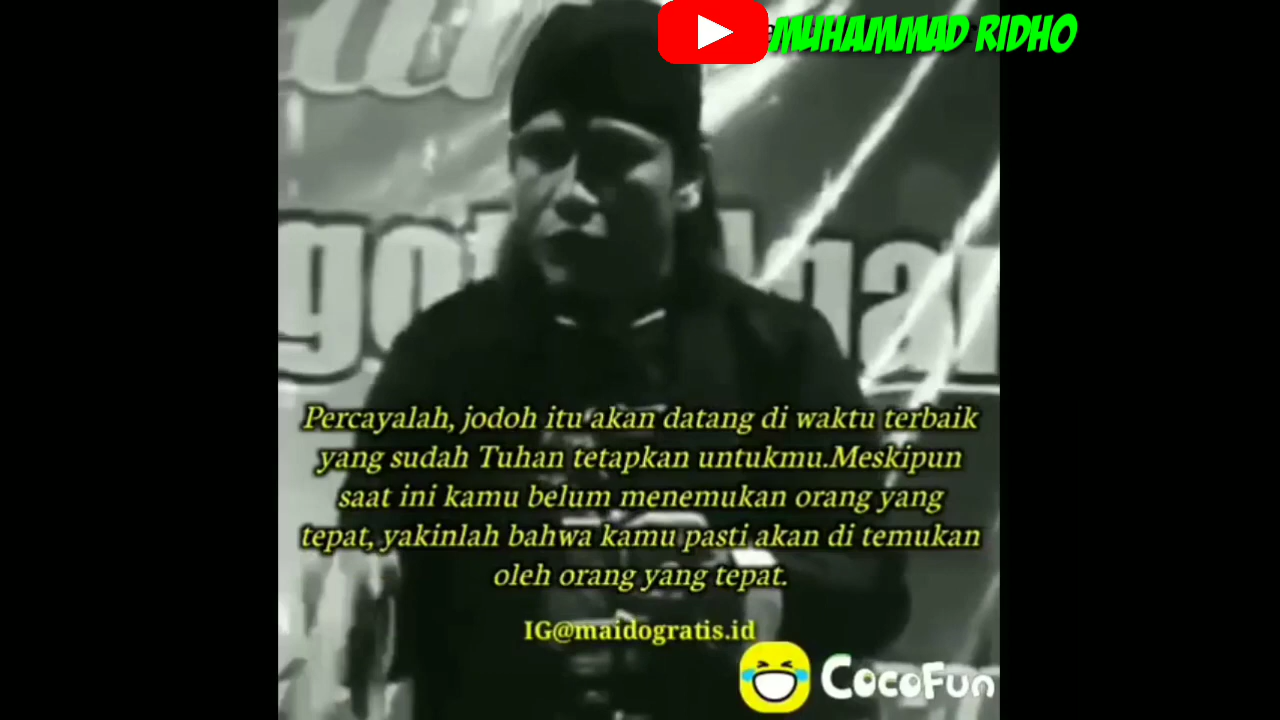 MUHAMMAD RIDHO
Percayalah, jodoh itu akan datang di waktu terbaik
yang sudah Tuhan tetapkan untukmu.Meskipun
saat ini kamu belum menemukan orang yang
tepat, yakinlah bahwa kamu pasti akan di temukan
oleh orang yang tepat.
IG@maidogratis.id
CocoFun